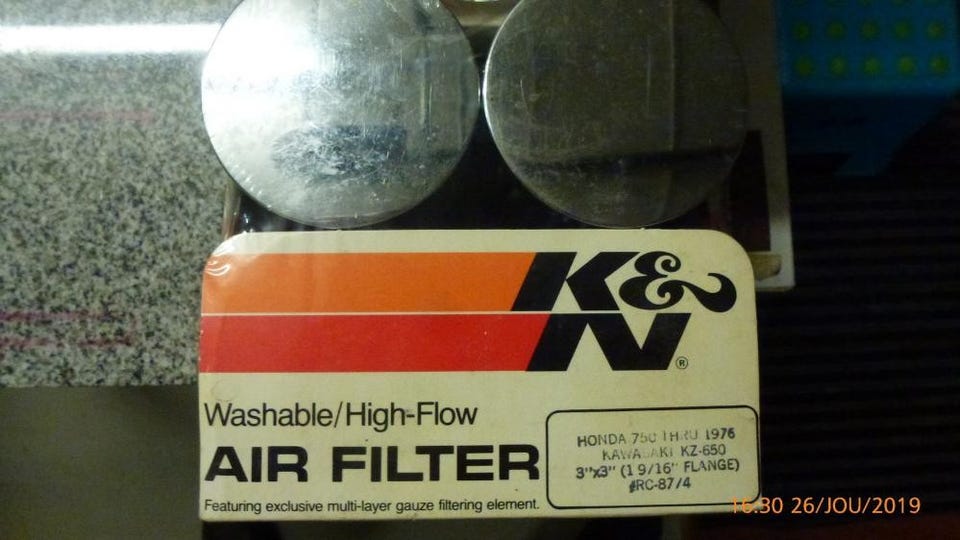 K&
N®
Washable/High-Flow
AIR FILTER
Featuring exclusive multi-layer gauze filtering element.
HONDA 750 THRU 1976
KAWASAKI KZ-650
3"x3" (1 9/16" FLANGE)
#RC-87/4
16:30 26/JOU/2019